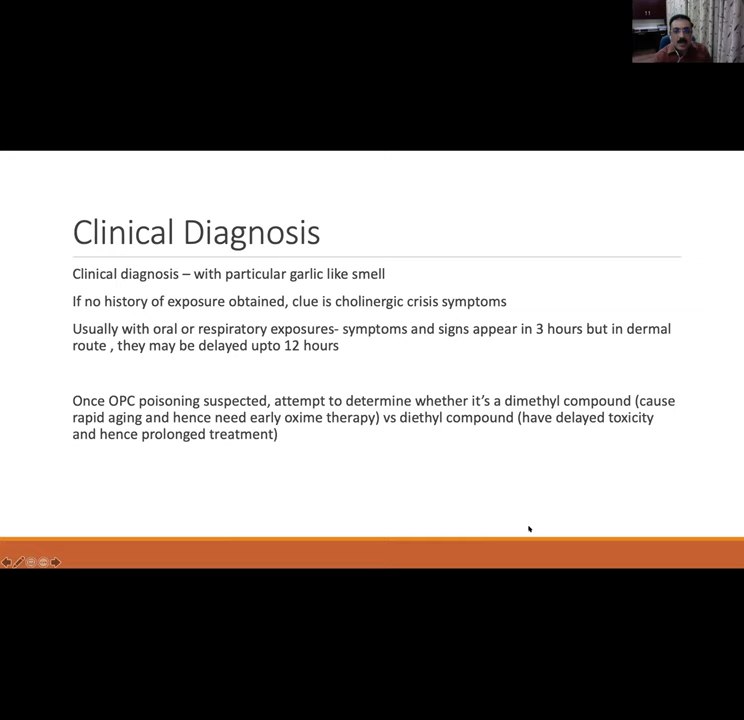 Clinical Diagnosis
Clinical diagnosis – with particular garlic like smell
If no history of exposure obtained, clue is cholinergic crisis symptoms
Usually with oral or respiratory exposures- symptoms and signs appear in 3 hours but in dermal
route , they may be delayed upto 12 hours
Once OPC poisoning suspected, attempt to determine whether it’s a dimethyl compound (cause
rapid aging and hence need early oxime therapy) vs diethyl compound (have delayed toxicity
and hence prolonged treatment)